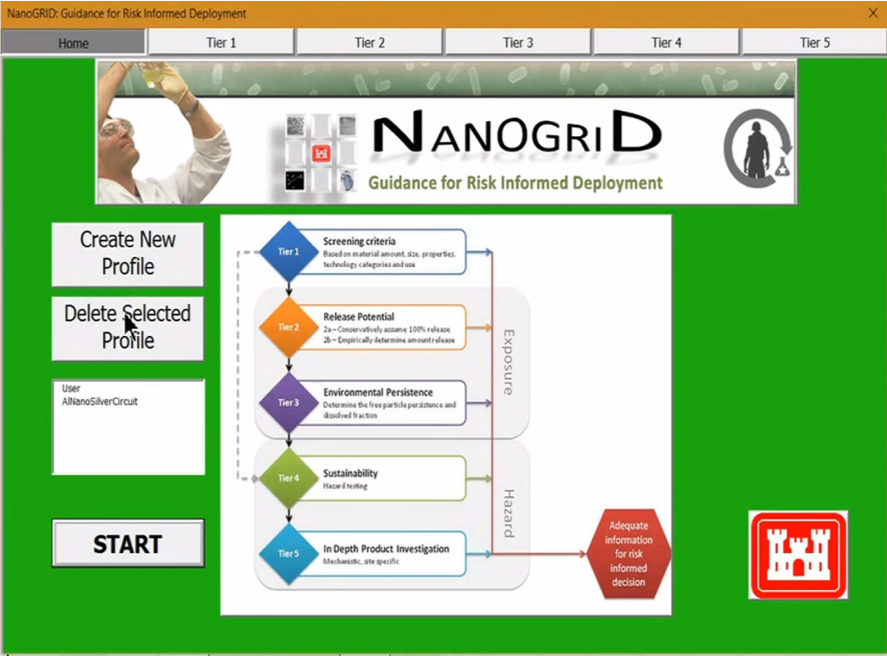 NanoGRID: Guidance for Risk Informed Deployment
Home
Tier 1
Tier 2
Tier 3
Tier 4
Tier 5
NANOGRID
Guidance for Risk Informed Deployment
Create New
Profile
Delete Selected
Profile
User
AlNanoSilverCircuit
START
Tier 1
Screening criteria
Based on material amount, size, properties,
technology categories and use
Tier 2
Release Potential
2a – Conservatively assume 100% release
2b – Empirically determine amount release
Tier 3
Environmental Persistence
Determine the free particle persistence and
dissolved fraction
Exposure
Tier 4
Sustainability
Hazard testing
Tier 5
In Depth Product Investigation
Mechanistic, site specific
Hazard
Adequate
information
for risk
informed
decision